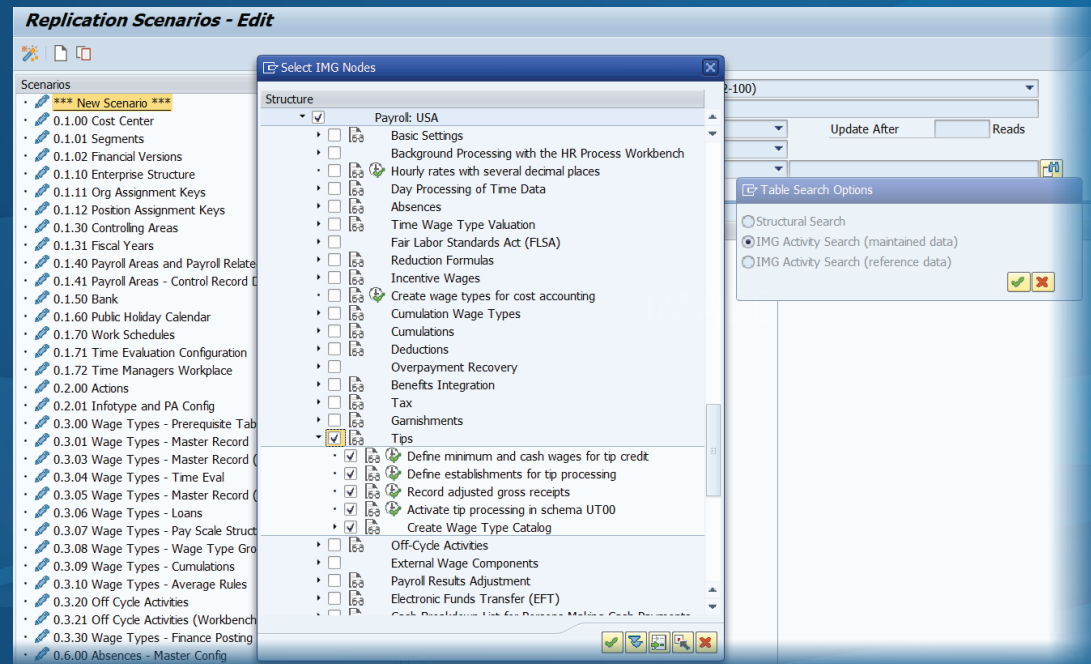 Replication Scenarios - Edit
Scenarios
*** New Scenario ***
0.1.00 Cost Center
0.1.01 Segments
0.1.02 Financial Versions
0.1.10 Enterprise Structure
0.1.11 Org Assignment Keys
0.1.12 Position Assignment Keys
0.1.30 Controlling Areas
0.1.31 Fiscal Years
0.1.40 Payroll Areas and Payroll Relate
0.1.41 Payroll Areas - Control Record D
0.1.50 Bank
0.1.60 Public Holiday Calendar
0.1.70 Work Schedules
0.1.71 Time Evaluation Configuration
0.1.72 Time Managers Workplace
0.2.00 Actions
0.2.01 Infotype and PA Config
0.3.00 Wage Types - Prerequisite Tab
0.3.01 Wage Types - Master Record
0.3.03 Wage Types - Master Record (
0.3.04 Wage Types - Time Eval
0.3.05 Wage Types - Master Record (
0.3.06 Wage Types - Loans
0.3.07 Wage Types - Pay Scale Struct
0.3.08 Wage Types - Wage Type Gro
0.3.09 Wage Types - Cumulations
0.3.10 Wage Types - Average Rules
0.3.20 Off Cycle Activities
0.3.21 Off Cycle Activities (Workbench
0.3.30 Wage Types - Finance Posting
0.6.00 Absences - Master Config
Select IMG Nodes
Structure
Payroll: USA
Basic Settings
Background Processing with the HR Process Workbench
Hourly rates with several decimal places
Day Processing of Time Data
Absences
Time Wage Type Valuation
Fair Labor Standards Act (FLSA)
Reduction Formulas
Incentive Wages
Create wage types for cost accounting
Cumulation Wage Types
Cumulations
Deductions
Overpayment Recovery
Benefits Integration
Tax
Garnishments
Tips
Define minimum and cash wages for tip credit
Define establishments for tip processing
Record adjusted gross receipts
Activate tip processing in schema UT00
Create Wage Type Catalog
Off-Cycle Activities
External Wage Components
Payroll Results Adjustment
Electronic Funds Transfer (EFT)
Cash Breakdown List for Persons Making Cash Payments
2-100)
Update After Reads
Table Search Options
Structural Search
IMG Activity Search (maintained data)
IMG Activity Search (reference data)